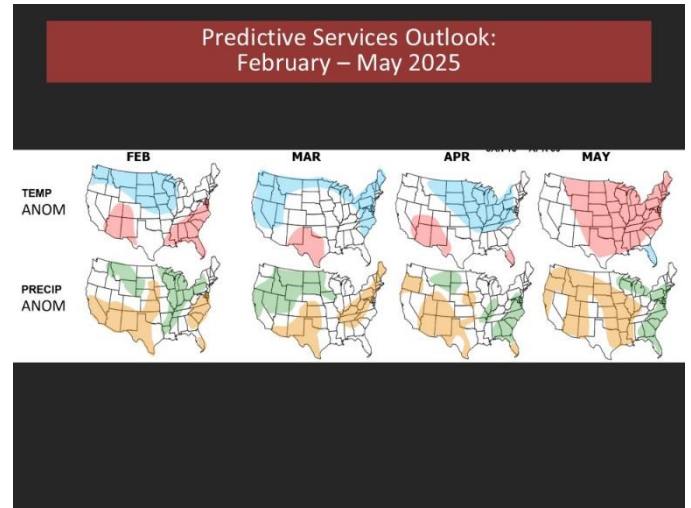 Predictive Services Outlook:
February – May 2025
FEB
MAR
APR
MAY
TEMP
ANOM
PRECIP
ANOM